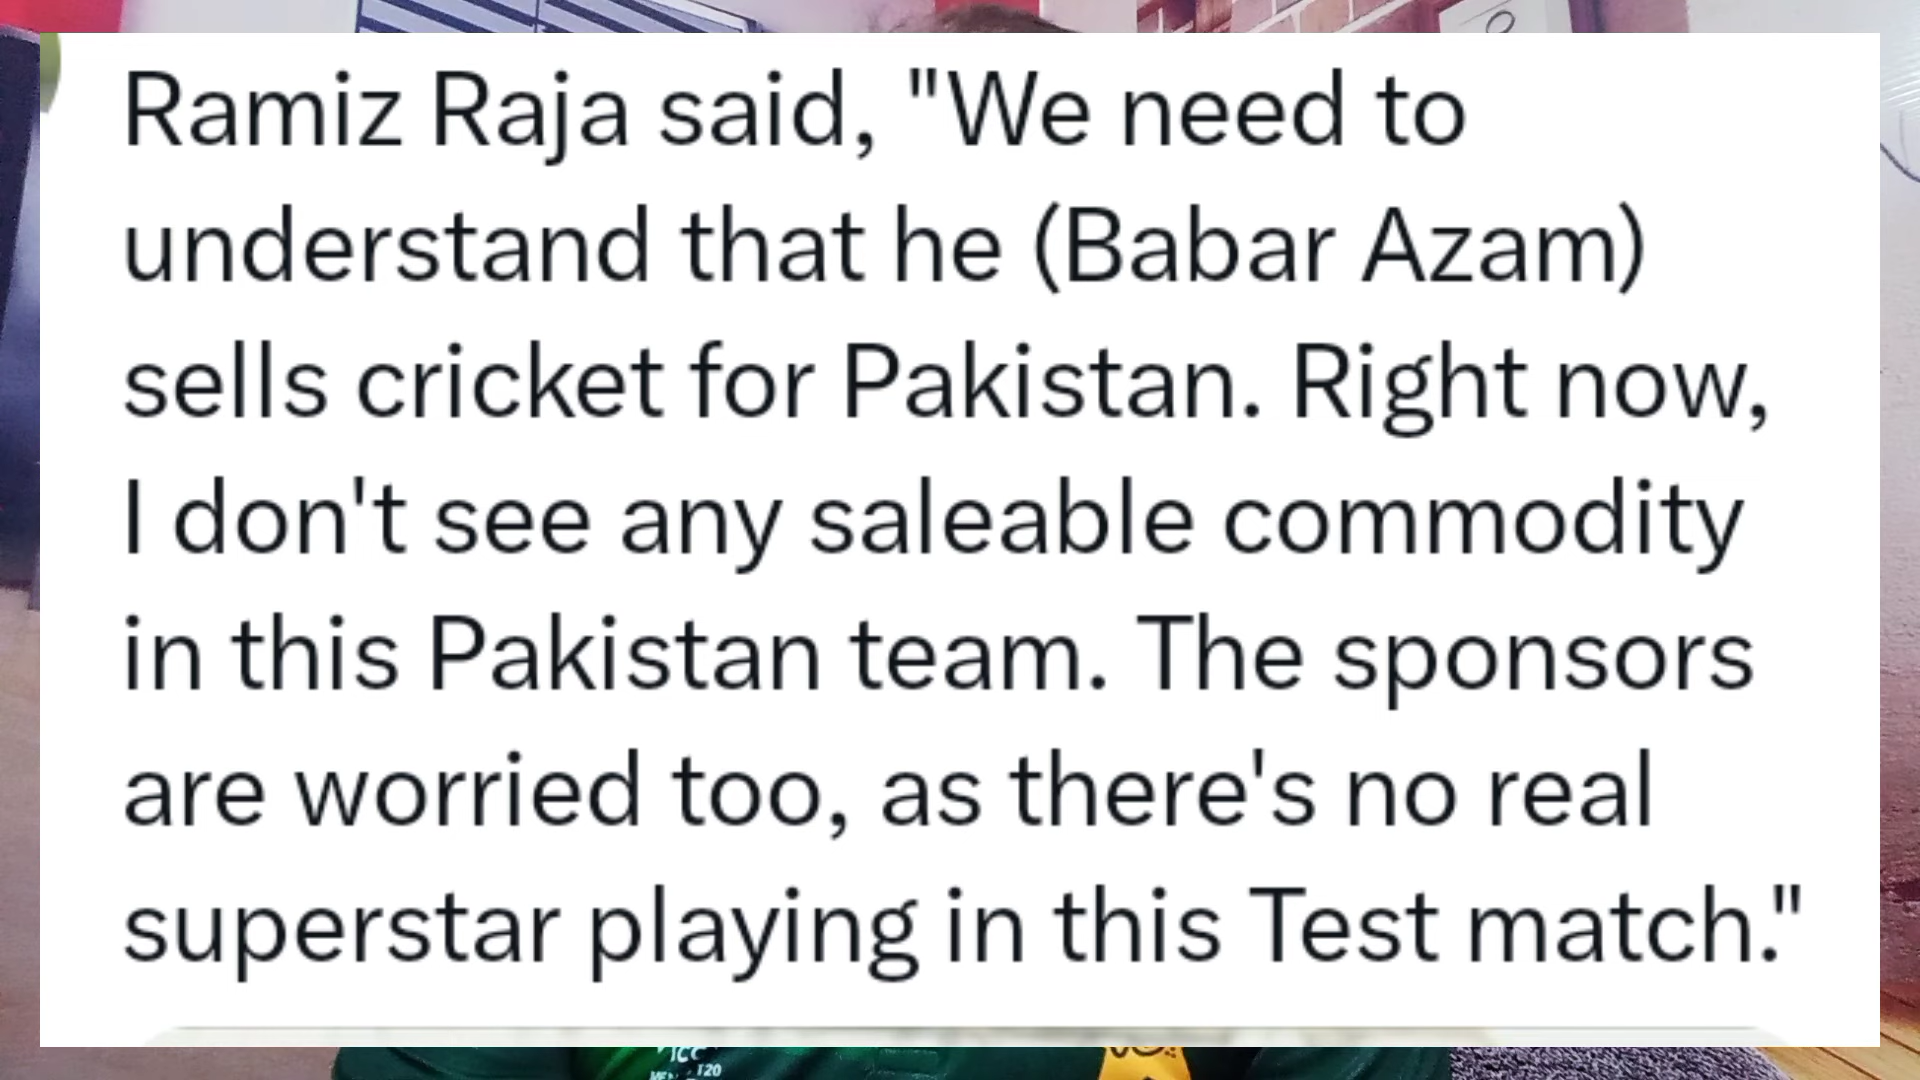 Ramiz Raja said, "We need to
understand that he (Babar Azam)
sells cricket for Pakistan. Right now,
I don't see any saleable commodity
in this Pakistan team. The sponsors
are worried too, as there's no real
superstar playing in this Test match."
ICC
T20